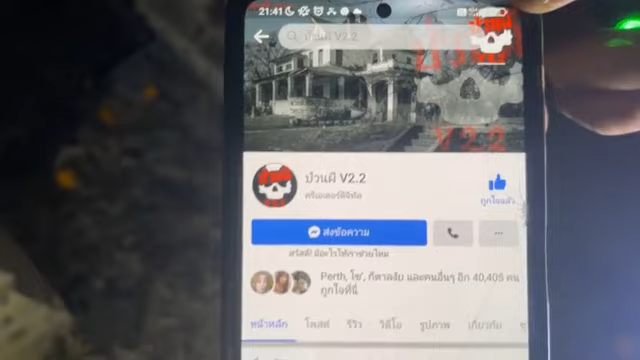 21:41
ป่วนผี V2.2
V2.2
ป่วนผี V2.2
ครีเอเตอร์ดิจิทัล
ถูกใจแล้ว
ส่งข้อความ
สวัสดี! มีอะไรให้เราช่วยไหม
Perth, โช', กีตาลงัย และคนอื่นๆ อีก 40,405 คน
ถูกใจที่นี่
หน้าหลัก โพสต์ รีวิว วิดีโอ รูปภาพ เกี่ยวกับ